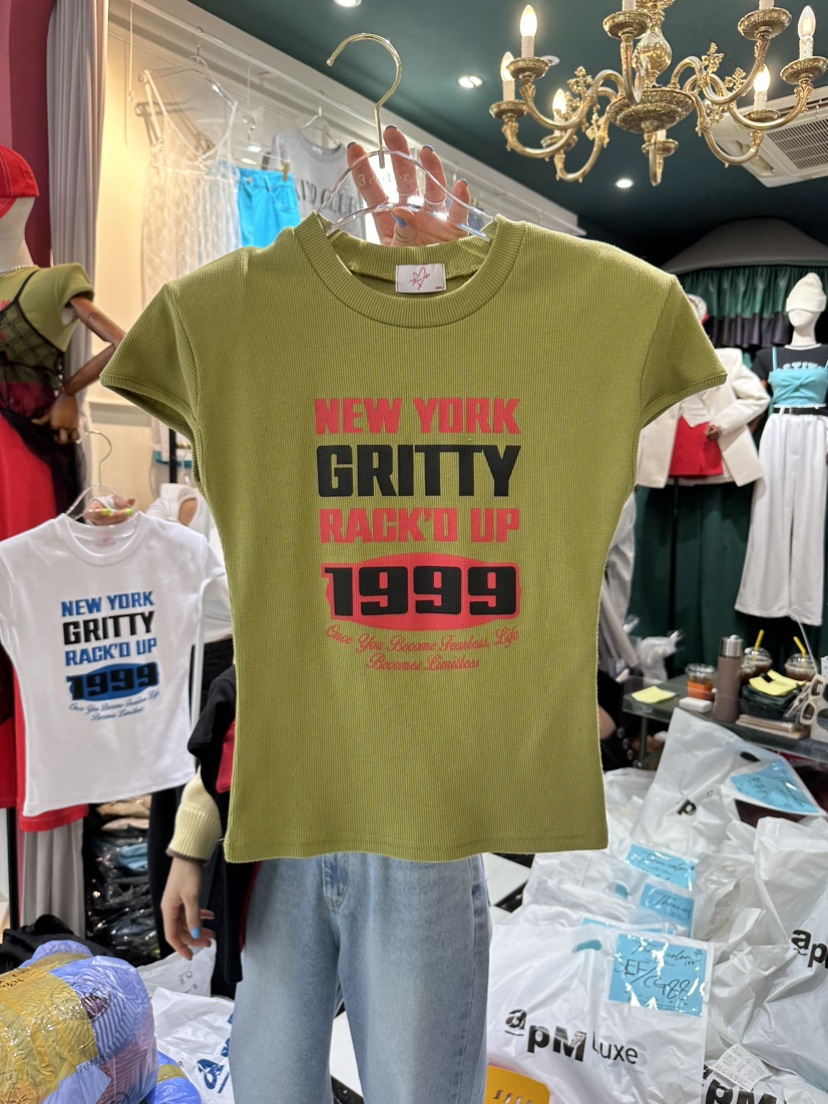 NEW YORK
GRITTY
RACK'D UP
1999
Once You Become Fearless, Life
Becomes Limitless
NEW YORK
GRITTY
RACK'D UP
1999
Once You Become Fearless, Life
Become Limitless
apM Luxe